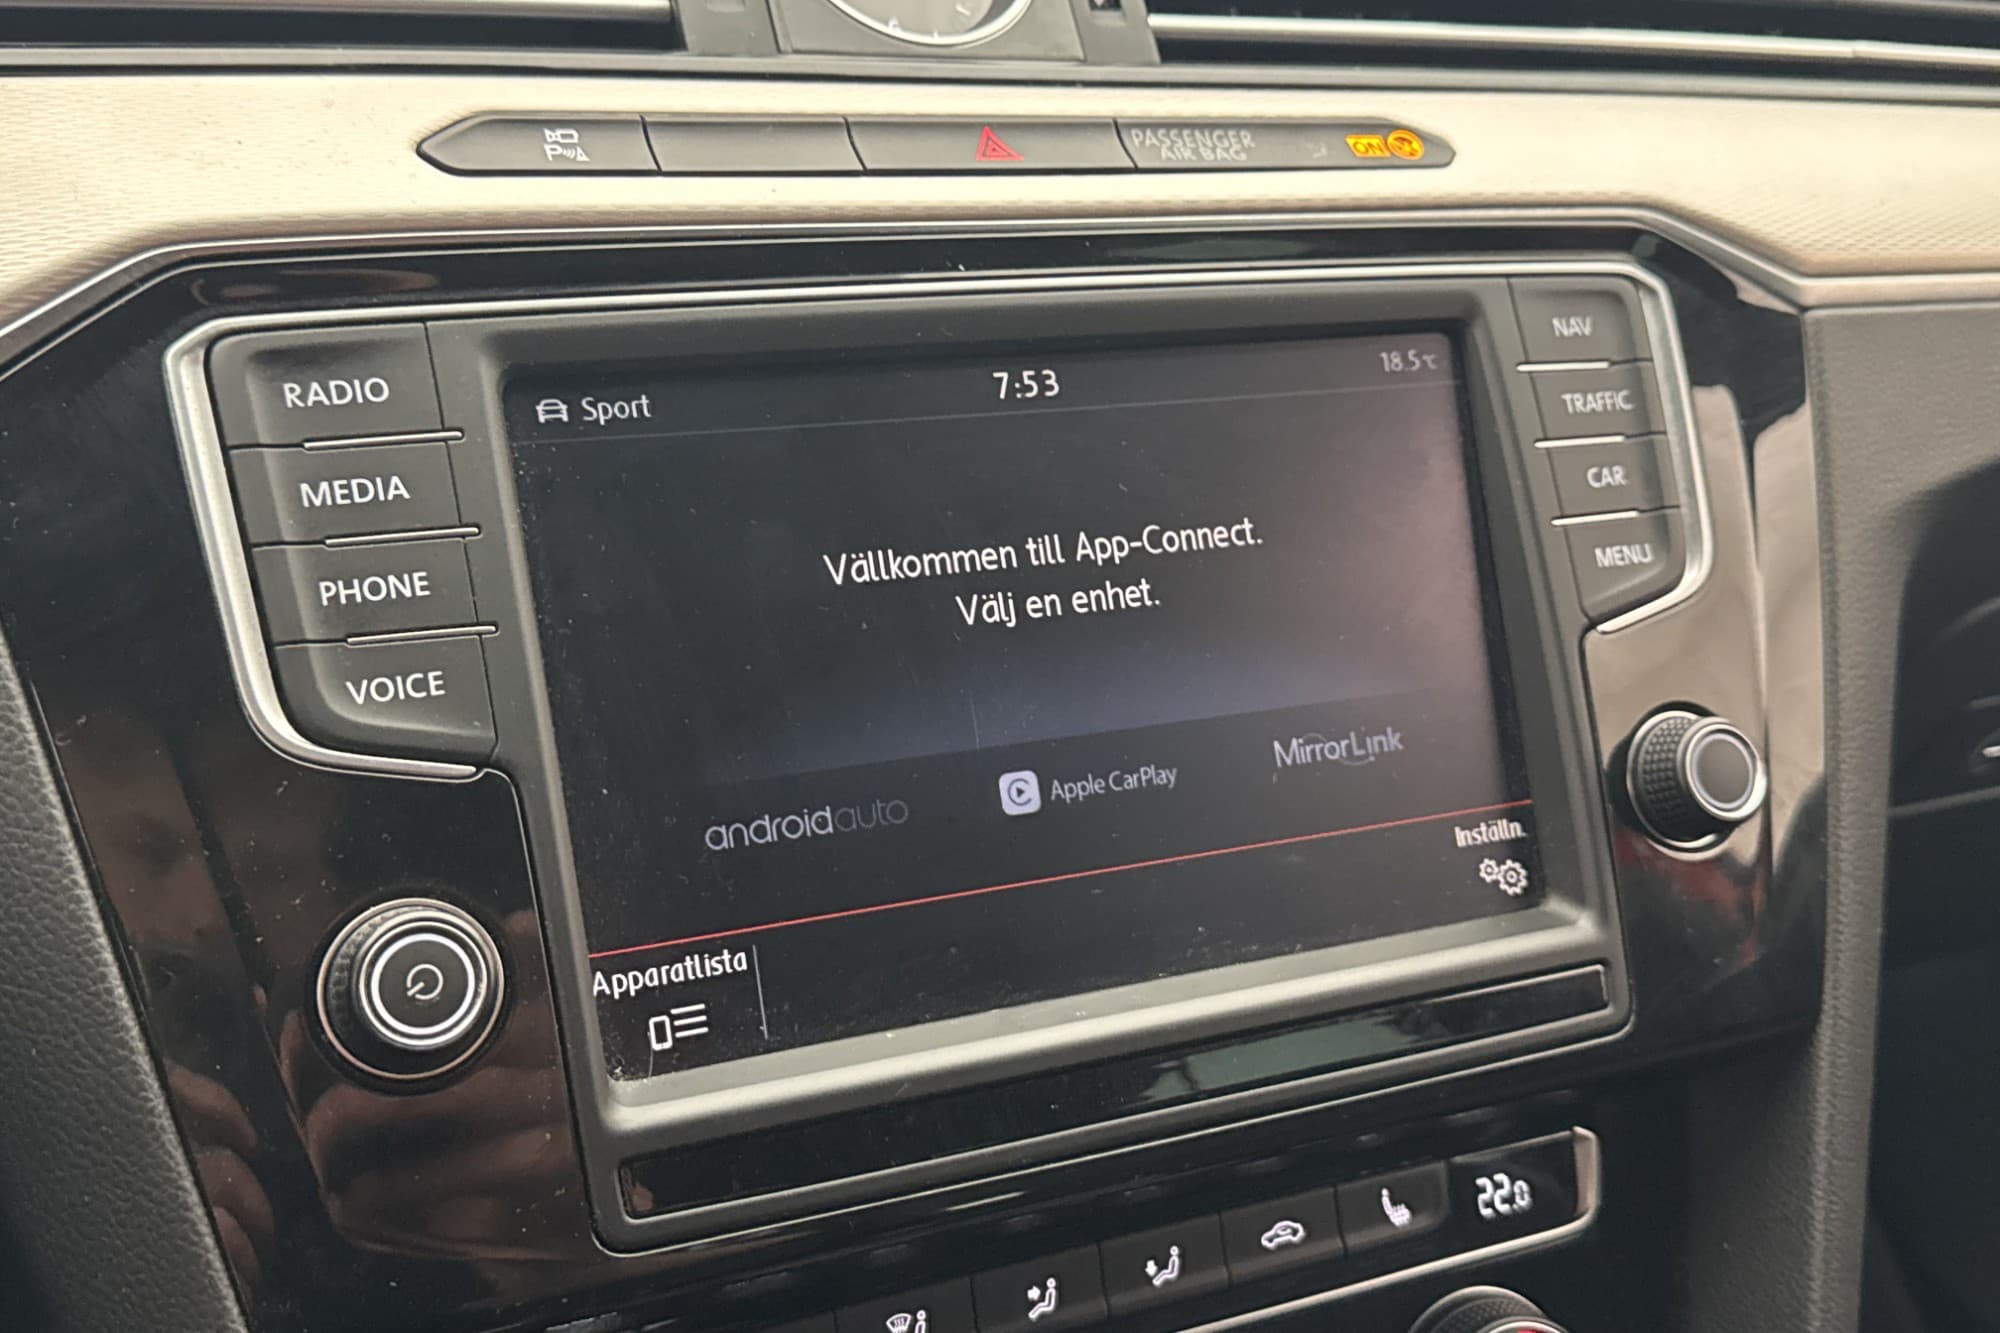 P
PASSENGER
AIR BAG
ON
RADIO
MEDIA
PHONE
VOICE
NAV
TRAFFIC
CAR
MENU
Sport
7:53
18.5°C
Vällkommen till App-Connect.
Välj en enhet.
androidauto
Apple CarPlay
MirrorLink
Inställn.
Apparatlista
22.0